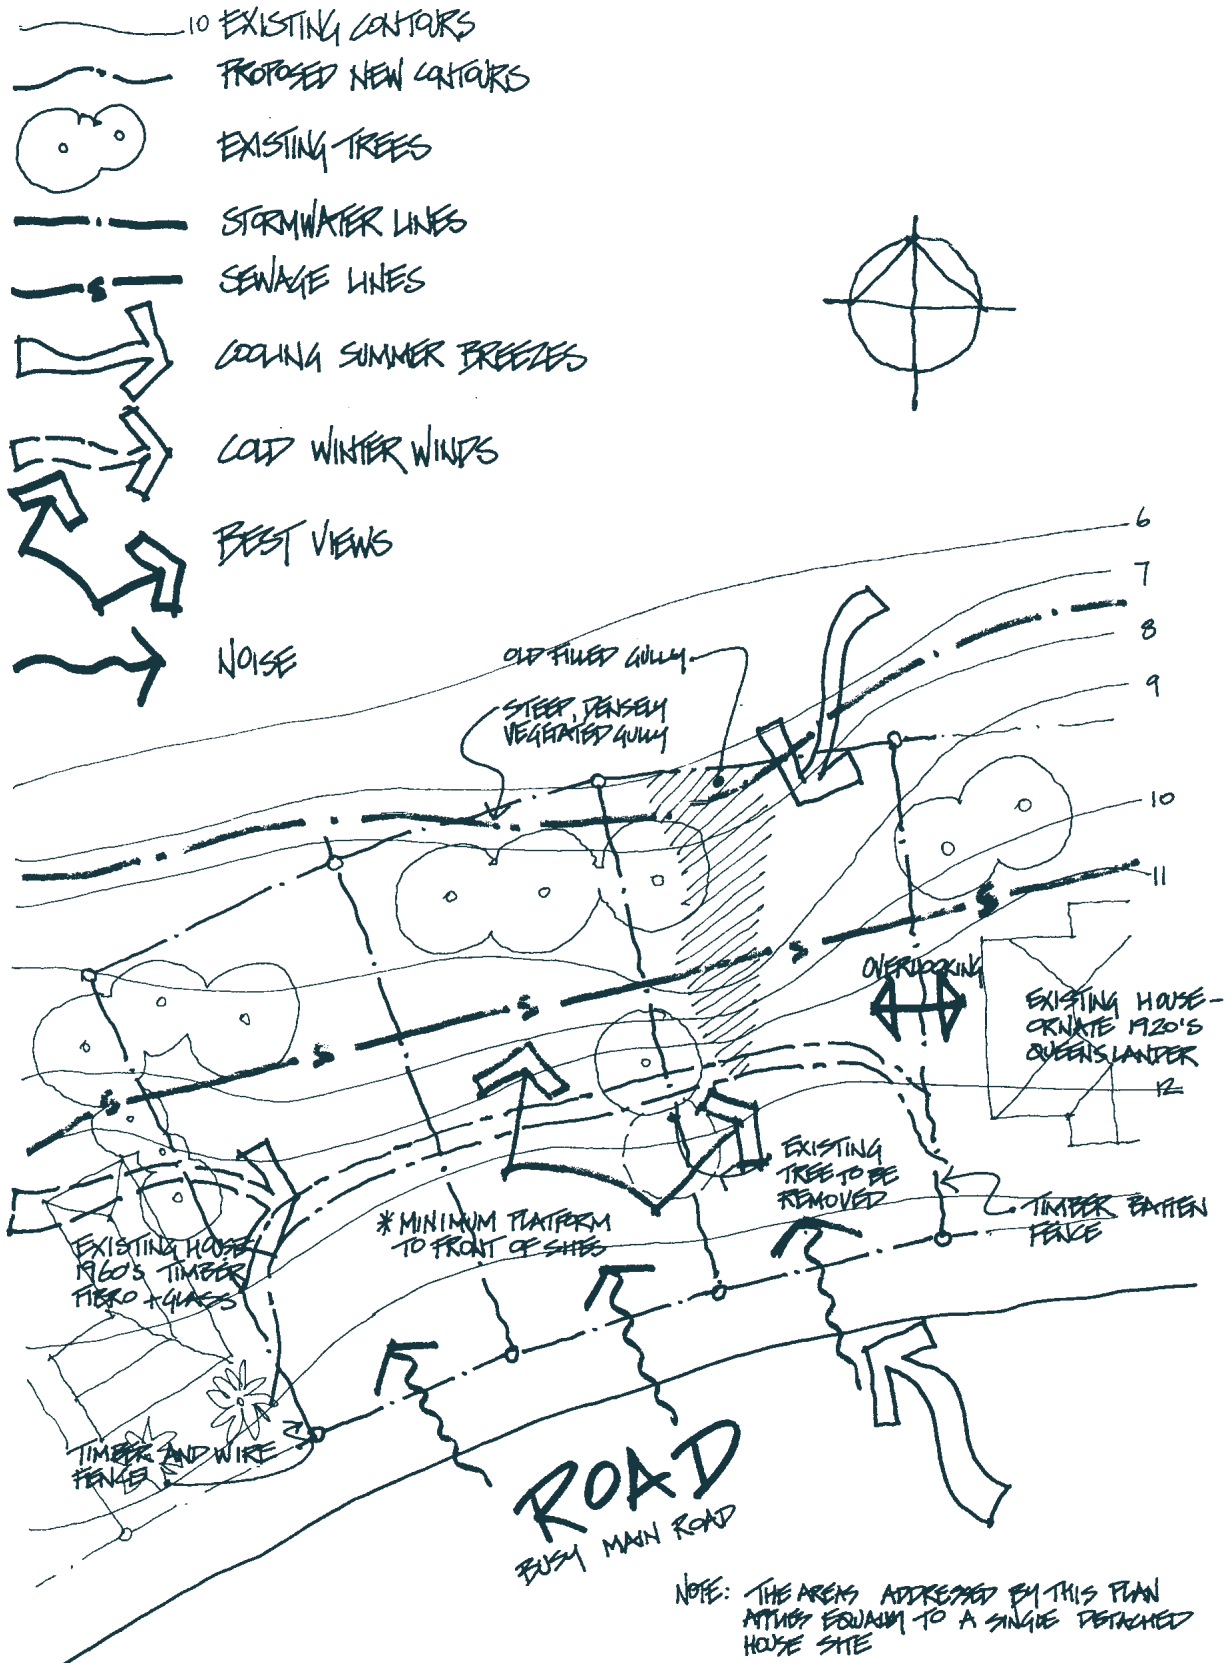 10 EXISTING CONTOURS
PROPOSED NEW CONTOURS
EXISTING TREES
STORMWATER LINES
S
SEWAGE LINES
COOLING SUMMER BREEZES
COLD WINTER WINDS
BEST VIEWS
NOISE
6
7
8
9
10
11
12
OLD FILLED GULLY
STEEP, DENSELY
VEGETATED GULLY
S
S
S
S
S
OVERLOOKING
EXISTING HOUSE-
ORNATE 1920'S
QUEENSLANDER
EXISTING
TREE TO BE
REMOVED
TIMBER BATTEN
FENCE
* MINIMUM PLATFORM
TO FRONT OF SITES
EXISTING HOUSE
1960'S TIMBER
FIBRO + GLASS
TIMBER AND WIRE
FENCE
ROAD
BUSY MAIN ROAD
NOTE: THE AREAS ADDRESSED BY THIS PLAN
APPLIES EQUALLY TO A SINGLE DETACHED
HOUSE SITE